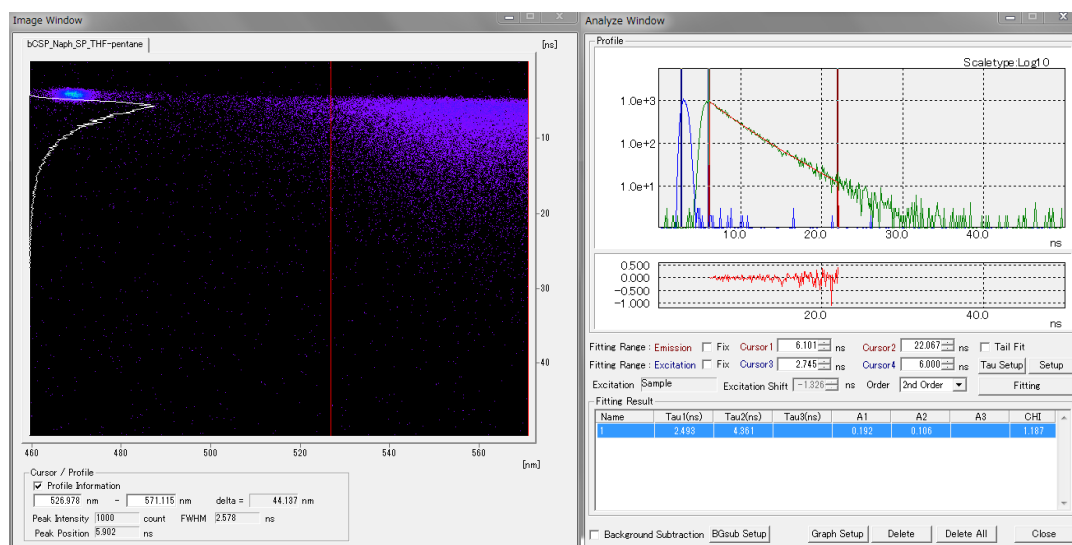 Image Window
bCSP_Naph_SP_THF-pentane
[ns]
10
20
30
40
460 480 500 520 540 560
[nm]
Cursor / Profile
Profile Information
526.978 nm - 571.115 nm delta = 44.137 nm
Peak Intensity 1000 count FWHM 2.578 ns
Peak Position 5.902 ns
Analyze Window
Profile
Scaletype:Log10
1.0e+3
1.0e+2
1.0e+1
10.0 20.0 30.0 40.0
ns
0.500
0.000
-0.500
-1.000
20.0 40.0
ns
Fitting Range : Emission Fix Cursor1 6.101 ns Cursor2 22.067 ns Tail Fit
Fitting Range : Excitation Fix Cursor3 2.745 ns Cursor4 6.000 ns Tau Setup Setup
Excitation Sample Excitation Shift -1.326 ns Order 2nd Order Fitting
Fitting Result
Name Tau1(ns) Tau2(ns) Tau3(ns) A1 A2 A3 CHI
1 2.493 4.361 0.192 0.106 1.187
Background Subtraction BGsub Setup Graph Setup Delete Delete All Close